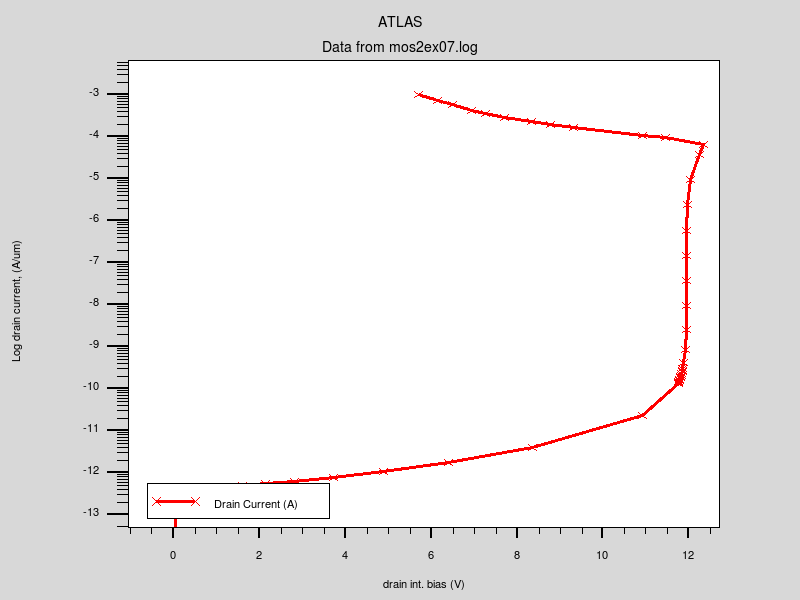 ATLAS
Data from mos2ex07.log
Log drain current, (A/um)
-3
-4
-5
-6
-7
-8
-9
-10
-11
-12
-13
Drain Current (A)
0 2 4 6 8 10 12
drain int. bias (V)